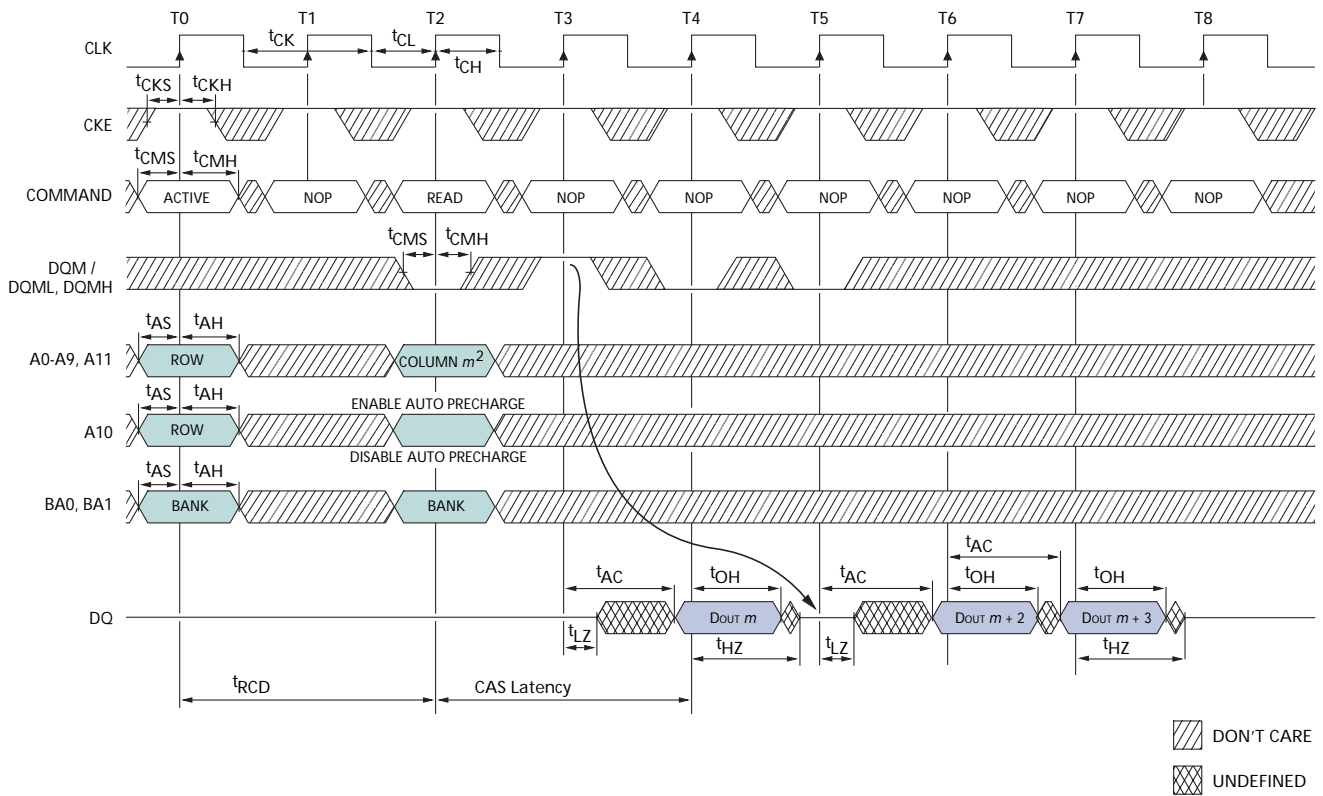 T0 T1 T2 T3 T4 T5 T6 T7 T8
CLK
tCK tCL
tCH
tCKS tCKH
CKE
tCMS tCMH
COMMAND ACTIVE NOP READ NOP NOP NOP NOP NOP NOP
tCMS tCMH
DQM /
DQML, DQMH
tAS tAH
A0-A9, A11 ROW COLUMN m2
tAS tAH ENABLE AUTO PRECHARGE
A10 ROW
DISABLE AUTO PRECHARGE
tAS tAH
BA0, BA1 BANK BANK
tAC
tAC tOH tAC tOH tOH
DQ DOUT m DOUT m + 2 DOUT m + 3
tLZ tHZ tLZ tHZ
tRCD CAS Latency
DON'T CARE
UNDEFINED